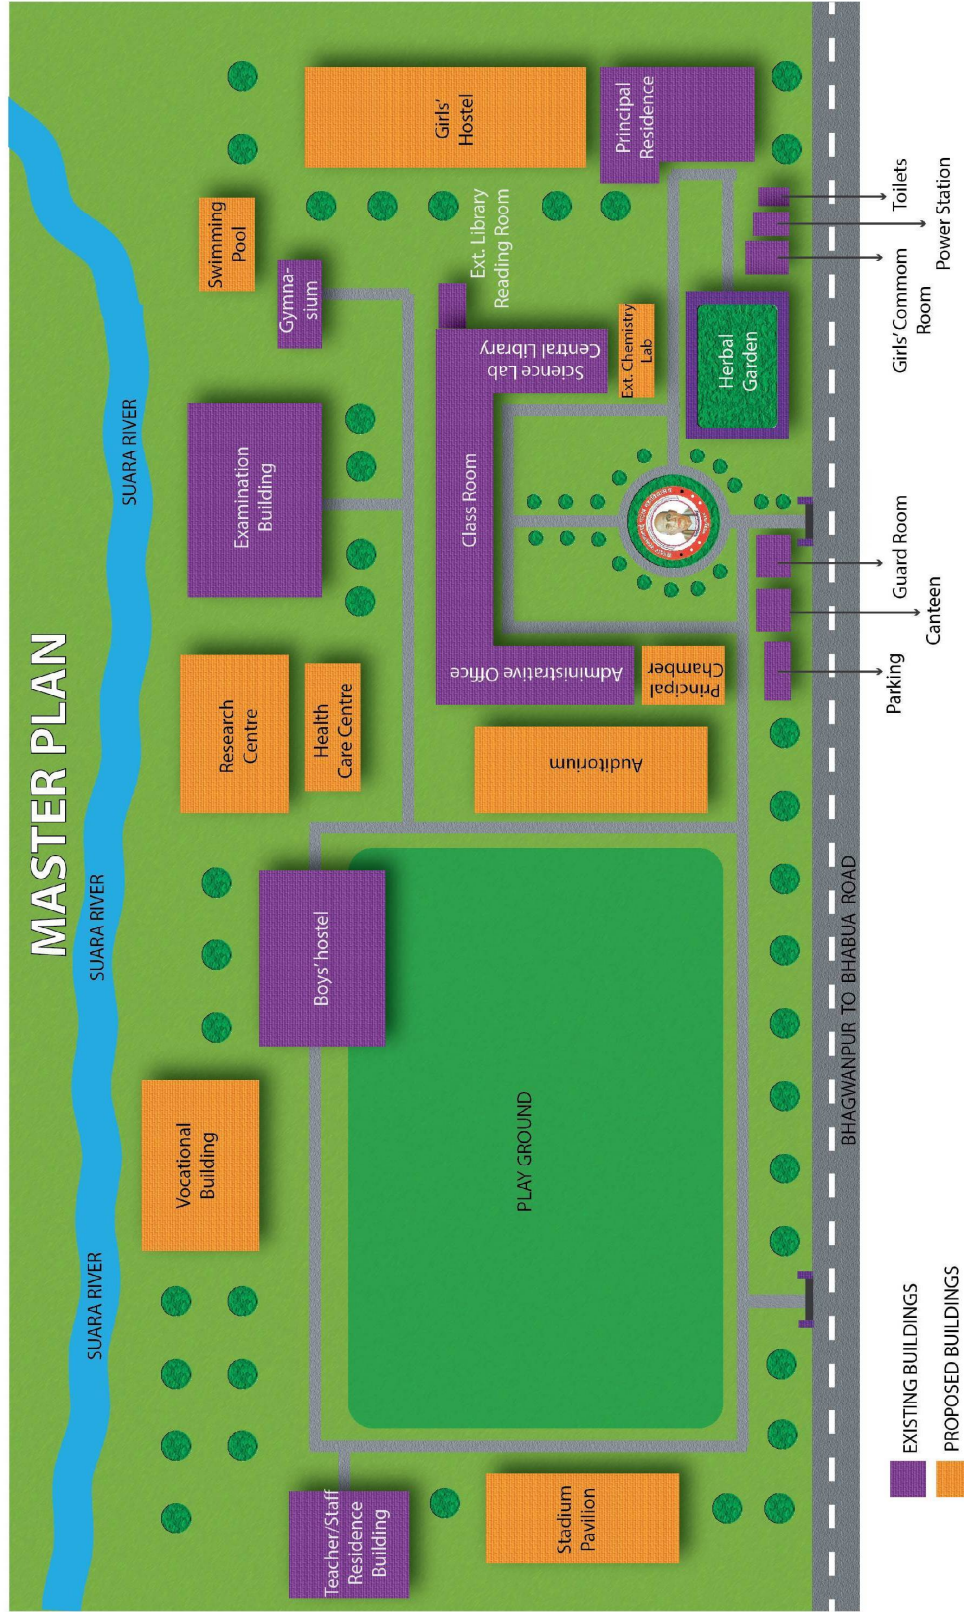 MASTER PLAN
SUARA RIVER
SUARA RIVER
SUARA RIVER
Vocational
Building
Research
Centre
Health
Care Centre
Examination
Building
Swimming
Pool
Gymna-
sium
Girls'
Hostel
Principal
Residence
Ext. Library
Reading Room
Science Lab
Central Library
Class Room
Administrative Office
Principal
Chamber
Ext. Chemistry
Lab
Herbal
Garden
Auditorium
Boys' hostel
PLAY GROUND
Teacher/Staff
Residence
Building
Stadium
Pavilion
BHAGWANPUR TO BHABUA ROAD
Parking
Canteen
Guard Room
Girls' Commom
Room
Power Station
Toilets
EXISTING BUILDINGS
PROPOSED BUILDINGS